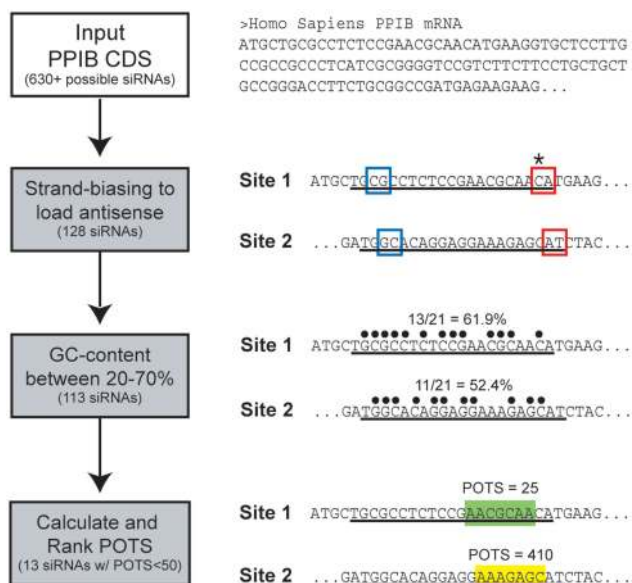 Input
PPIB CDS
(630+ possible siRNAs)
>Homo Sapiens PPIB mRNA
ATGCTGCGCCTCTCCGAACGCAACATGAAGGTGCTCCTTG
CCGCCGCCCTCATCGCGGGGTCCGTCTTCTTCCTGCTGCT
GCCGGGACCTTCTGCGGCCGATGAGAAGAAG...
Strand-biasing to
load antisense
(128 siRNAs)
*
Site 1 ATGCTGCGCCTCTCCGAACGCAACATGAAG...
Site 2 ...GATGGCACAGGAGGAAAGAGCATCTAC...
GC-content
between 20-70%
(113 siRNAs)
13/21 = 61.9%
Site 1 ATGCTGCGCCTCTCCGAACGCAACATGAAG...
11/21 = 52.4%
Site 2 ...GATGGCACAGGAGGAAAGAGCATCTAC...
Calculate and
Rank POTS
(13 siRNAs w/ POTS<50)
POTS = 25
Site 1 ATGCTGCGCCTCTCCGAACGCAACATGAAG...
POTS = 410
Site 2 ...GATGGCACAGGAGGAAAGAGCATCTAC...